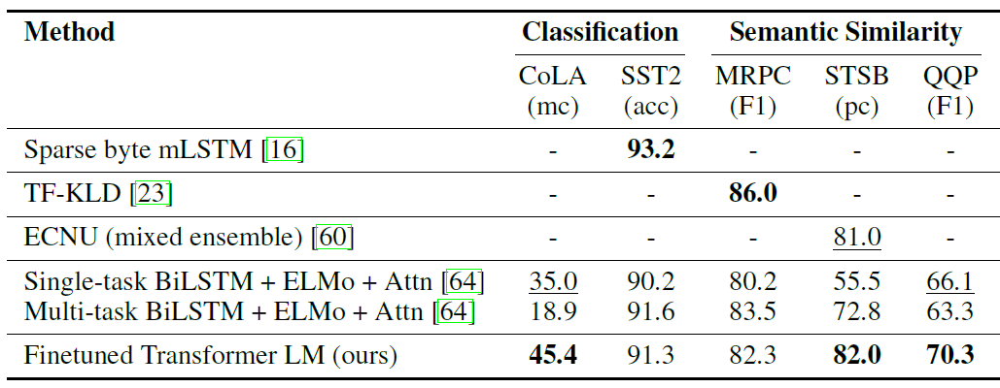 Method Classification Semantic Similarity
CoLA SST2 MRPC STSB QQP
(mc) (acc) (F1) (pc) (F1)
Sparse byte mLSTM [16] - 93.2 - - -
TF-KLD [23] - - 86.0 - -
ECNU (mixed ensemble) [60] - - - 81.0 -
Single-task BiLSTM + ELMo + Attn [64] 35.0 90.2 80.2 55.5 66.1
Multi-task BiLSTM + ELMo + Attn [64] 18.9 91.6 83.5 72.8 63.3
Finetuned Transformer LM (ours) 45.4 91.3 82.3 82.0 70.3